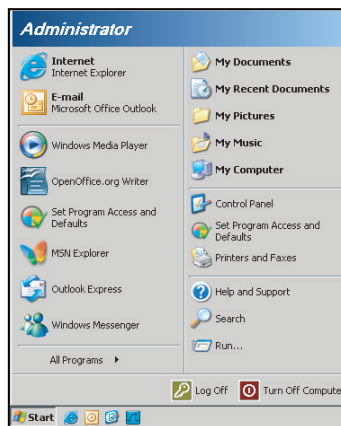 Administrator
Internet
Internet Explorer
E-mail
Microsoft Office Outlook
Windows Media Player
OpenOffice.org Writer
Set Program Access and
Defaults
MSN Explorer
Outlook Express
Windows Messenger
All Programs
My Documents
My Recent Documents
My Pictures
My Music
My Computer
Control Panel
Set Program Access and
Defaults
Printers and Faxes
Help and Support
Search
Run...
Log Off
Turn Off Compute
Start